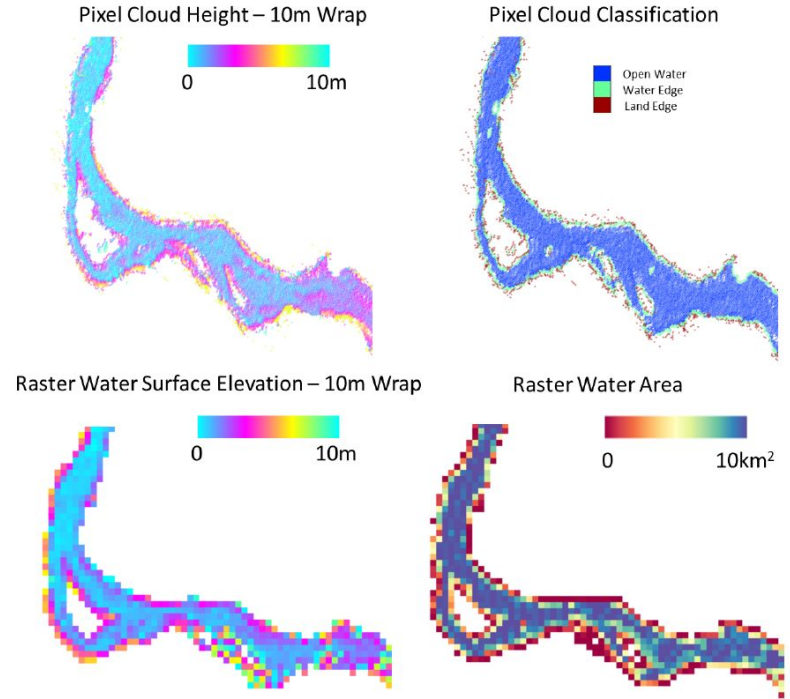 Pixel Cloud Height – 10m Wrap
0 10m
Pixel Cloud Classification
Open Water
Water Edge
Land Edge
Raster Water Surface Elevation – 10m Wrap
0 10m
Raster Water Area
0 10km²